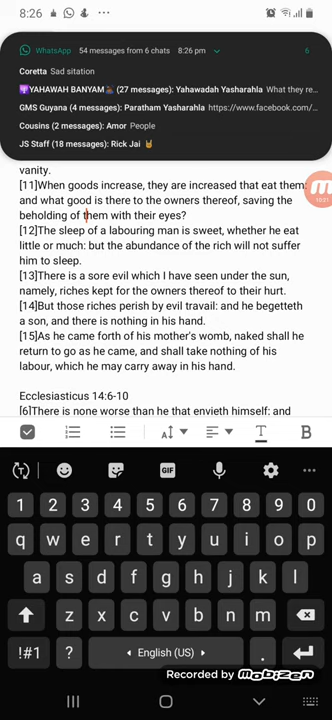 8:26
WhatsApp 54 messages from 6 chats 8:26 pm 6
Coretta Sad sitation
YAHAWAH BANYAM (27 messages): Yahawadah Yasharahla What they re...
GMS Guyana (4 messages): Paratham Yasharahla https://www.facebook.com/
Cousins (2 messages): Amor People
JS Staff (18 messages): Rick Jai
vanity.
[11]When goods increase, they are increased that eat them:
and what good is there to the owners thereof, saving the
beholding of them with their eyes?
[12]The sleep of a labouring man is sweet, whether he eat
little or much: but the abundance of the rich will not suffer
him to sleep.
[13]There is a sore evil which I have seen under the sun,
namely, riches kept for the owners thereof to their hurt.
[14]But those riches perish by evil travail: and he begetteth
a son, and there is nothing in his hand.
[15]As he came forth of his mother's womb, naked shall he
return to go as he came, and shall take nothing of his
labour, which he may carry away in his hand.
Ecclesiasticus 14:6-10
[6]There is none worse than he that envieth himself; and
A T B
T GIF
1 2 3 4 5 6 7 8 9 0
q w e r t y u i o p
a s d f g h j k l
z x c v b n m
!#1 ? English (US) .
Recorded by mobizen